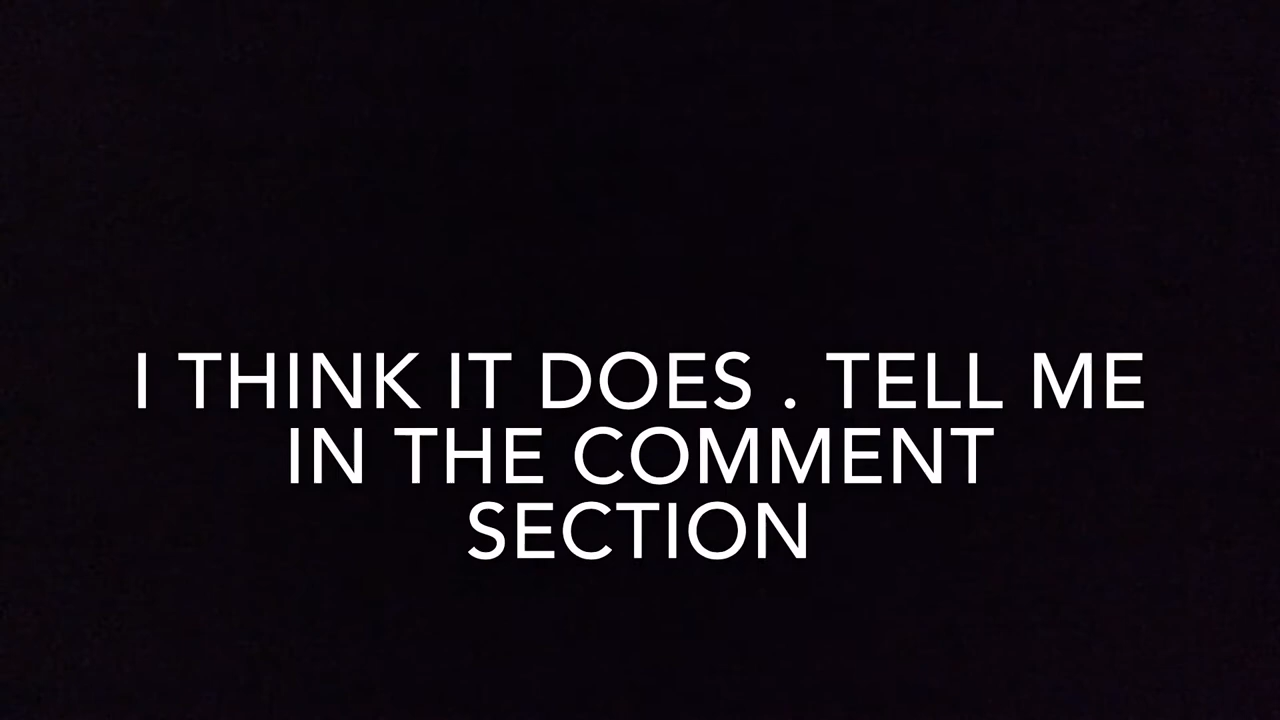 I THINK IT DOES . TELL ME
IN THE COMMENT
SECTION